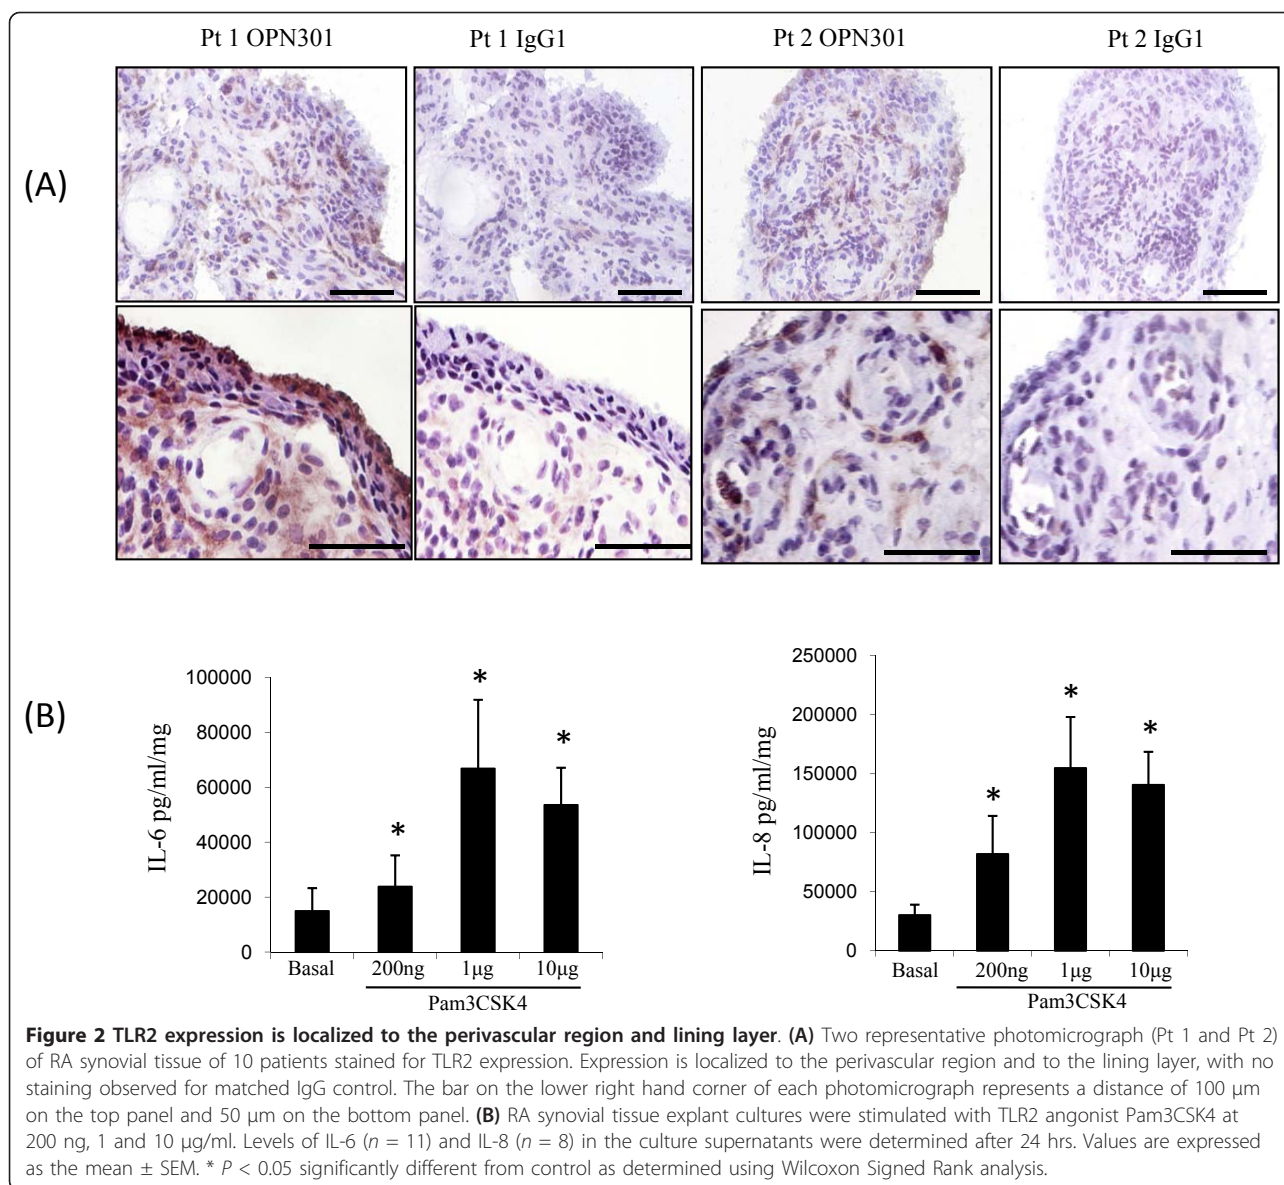 Pt 1 OPN301 Pt 1 IgG1 Pt 2 OPN301 Pt 2 IgG1
(A)
(B)
100000
80000
60000
40000
20000
0
IL-6 pg/ml/mg
* * *
Basal 200ng 1µg 10µg
Pam3CSK4
250000
200000
150000
100000
50000
0
IL-8 pg/ml/mg
* * *
Basal 200ng 1µg 10µg
Pam3CSK4
Figure 2 TLR2 expression is localized to the perivascular region and lining layer. (A) Two representative photomicrograph (Pt 1 and Pt 2)
of RA synovial tissue of 10 patients stained for TLR2 expression. Expression is localized to the perivascular region and to the lining layer, with no
staining observed for matched IgG control. The bar on the lower right hand corner of each photomicrograph represents a distance of 100 µm
on the top panel and 50 µm on the bottom panel. (B) RA synovial tissue explant cultures were stimulated with TLR2 angonist Pam3CSK4 at
200 ng, 1 and 10 µg/ml. Levels of IL-6 (n = 11) and IL-8 (n = 8) in the culture supernatants were determined after 24 hrs. Values are expressed
as the mean ± SEM. * P < 0.05 significantly different from control as determined using Wilcoxon Signed Rank analysis.